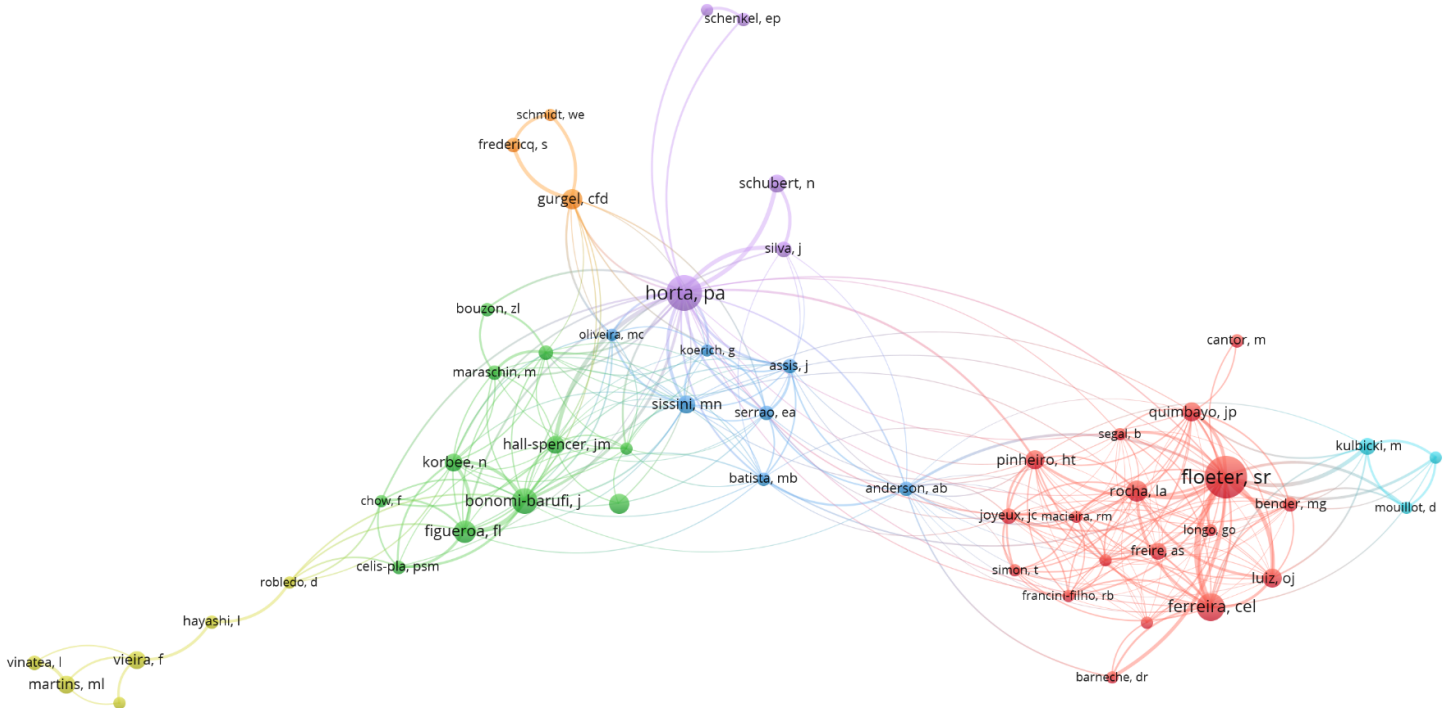 schenkel, ep
schmidt, we
fredericq, s
schubert, n
gurgel, cfd
silva, j
horta, pa
bouzon, zl
oliveira, mc
cantor, m
koerich, g
assis, j
maraschin, m
sissini, mn
serrao, ea
quimbayo, jp
segal, b
hall-spencer, jm
kulbicki, m
korbee, n
pinheiro, ht
batista, mb
floeter, sr
anderson, ab
rocha, la
chow, f
bonomi-barufi, j
bender, mg
mouillot, d
joyeux, jc
macieira, rm
figueroa, fl
longo, go
freire, as
celis-pla, psm
simon, t
luiz, oj
robledo, d
francini-filho, rb
ferreira, cel
hayashi, l
vinatea, l
vieira, f
barneche, dr
martins, ml